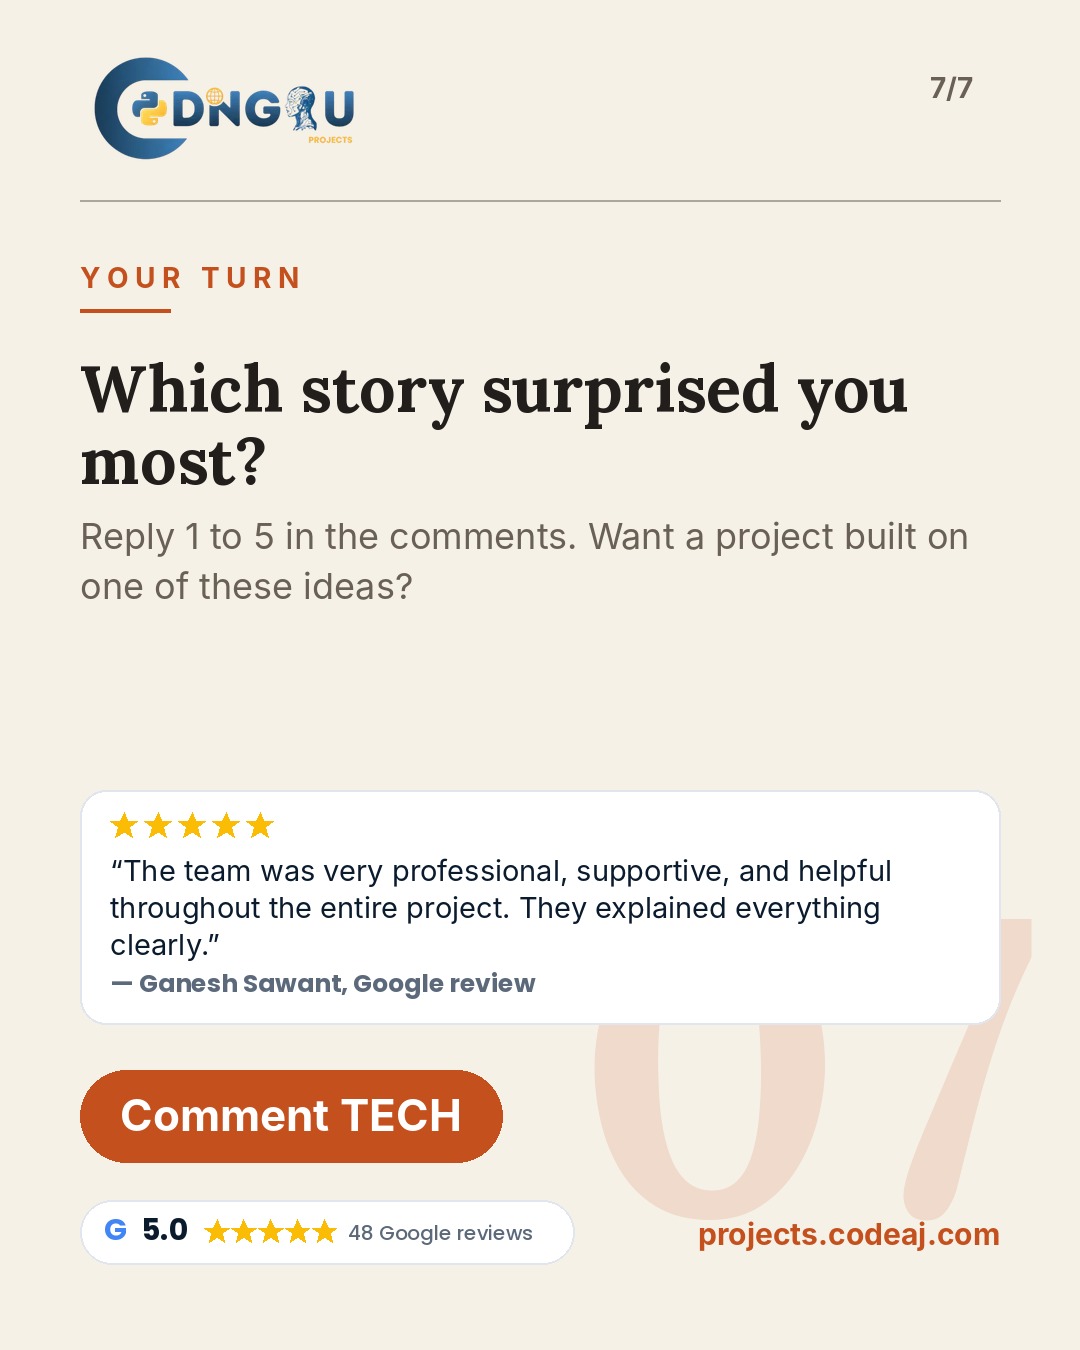 CDNGURU
PROJECTS
7/7
YOUR TURN
Which story surprised you
most?
Reply 1 to 5 in the comments. Want a project built on
one of these ideas?
“The team was very professional, supportive, and helpful
throughout the entire project. They explained everything
clearly.”
— Ganesh Sawant, Google review
07
Comment TECH
G 5.0 48 Google reviews
projects.codeaj.com